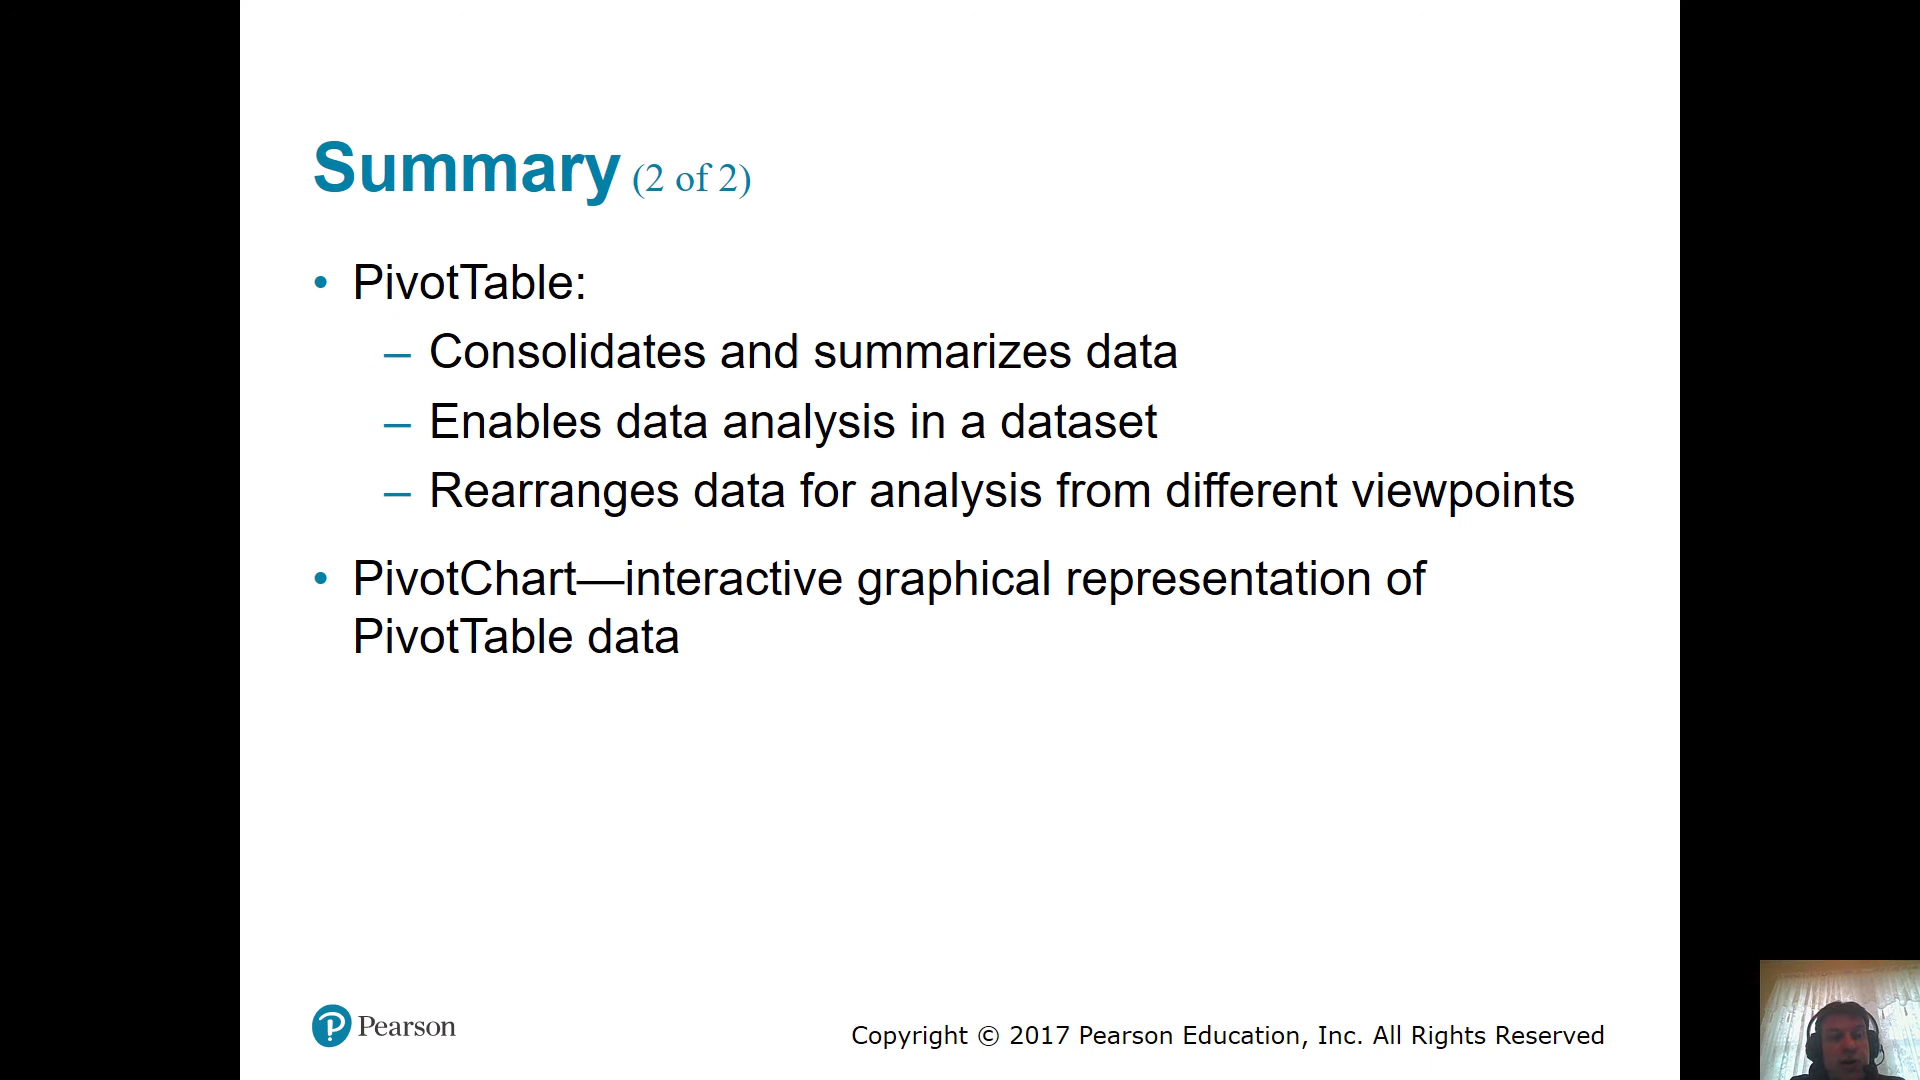 Summary (2 of 2)
• PivotTable:
– Consolidates and summarizes data
– Enables data analysis in a dataset
– Rearranges data for analysis from different viewpoints
• PivotChart—interactive graphical representation of
PivotTable data
Pearson
Copyright © 2017 Pearson Education, Inc. All Rights Reserved